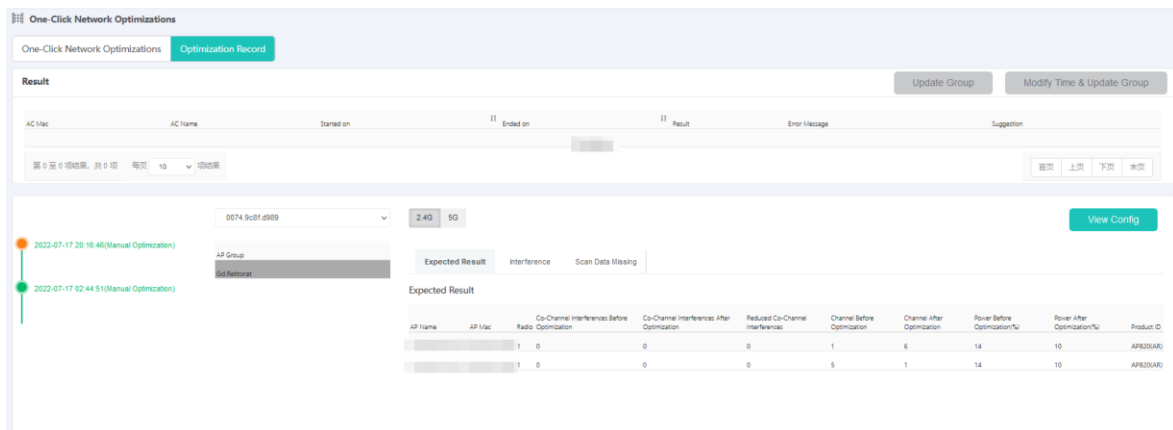 One-Click Network Optimizations
One-Click Network Optimizations Optimization Record
Result Update Group Modify Time & Update Group
AC Mac AC Name Started on Ended on Result Error Message Suggestion
第 0 至 0 项结果，共 0 项 每页 10 项结果 首页 上页 下页 末页
0074.9c8f.d989 2.4G 5G View Config
2022-07-17 20:16:46(Manual Optimization)
AP Group Expected Result Interference Scan Data Missing
Gd.Rektorat
2022-07-17 02:44:51(Manual Optimization) Expected Result
AP Name AP Mac Radio Co-Channel Interferences Before Optimization Co-Channel Interferences After Optimization Reduced Co-Channel Interferences Channel Before Optimization Channel After Optimization Power Before Optimization(%) Power After Optimization(%) Product ID
1 0 0 0 1 6 14 10 AP820(AR)
1 0 0 0 5 1 14 10 AP820(AR)